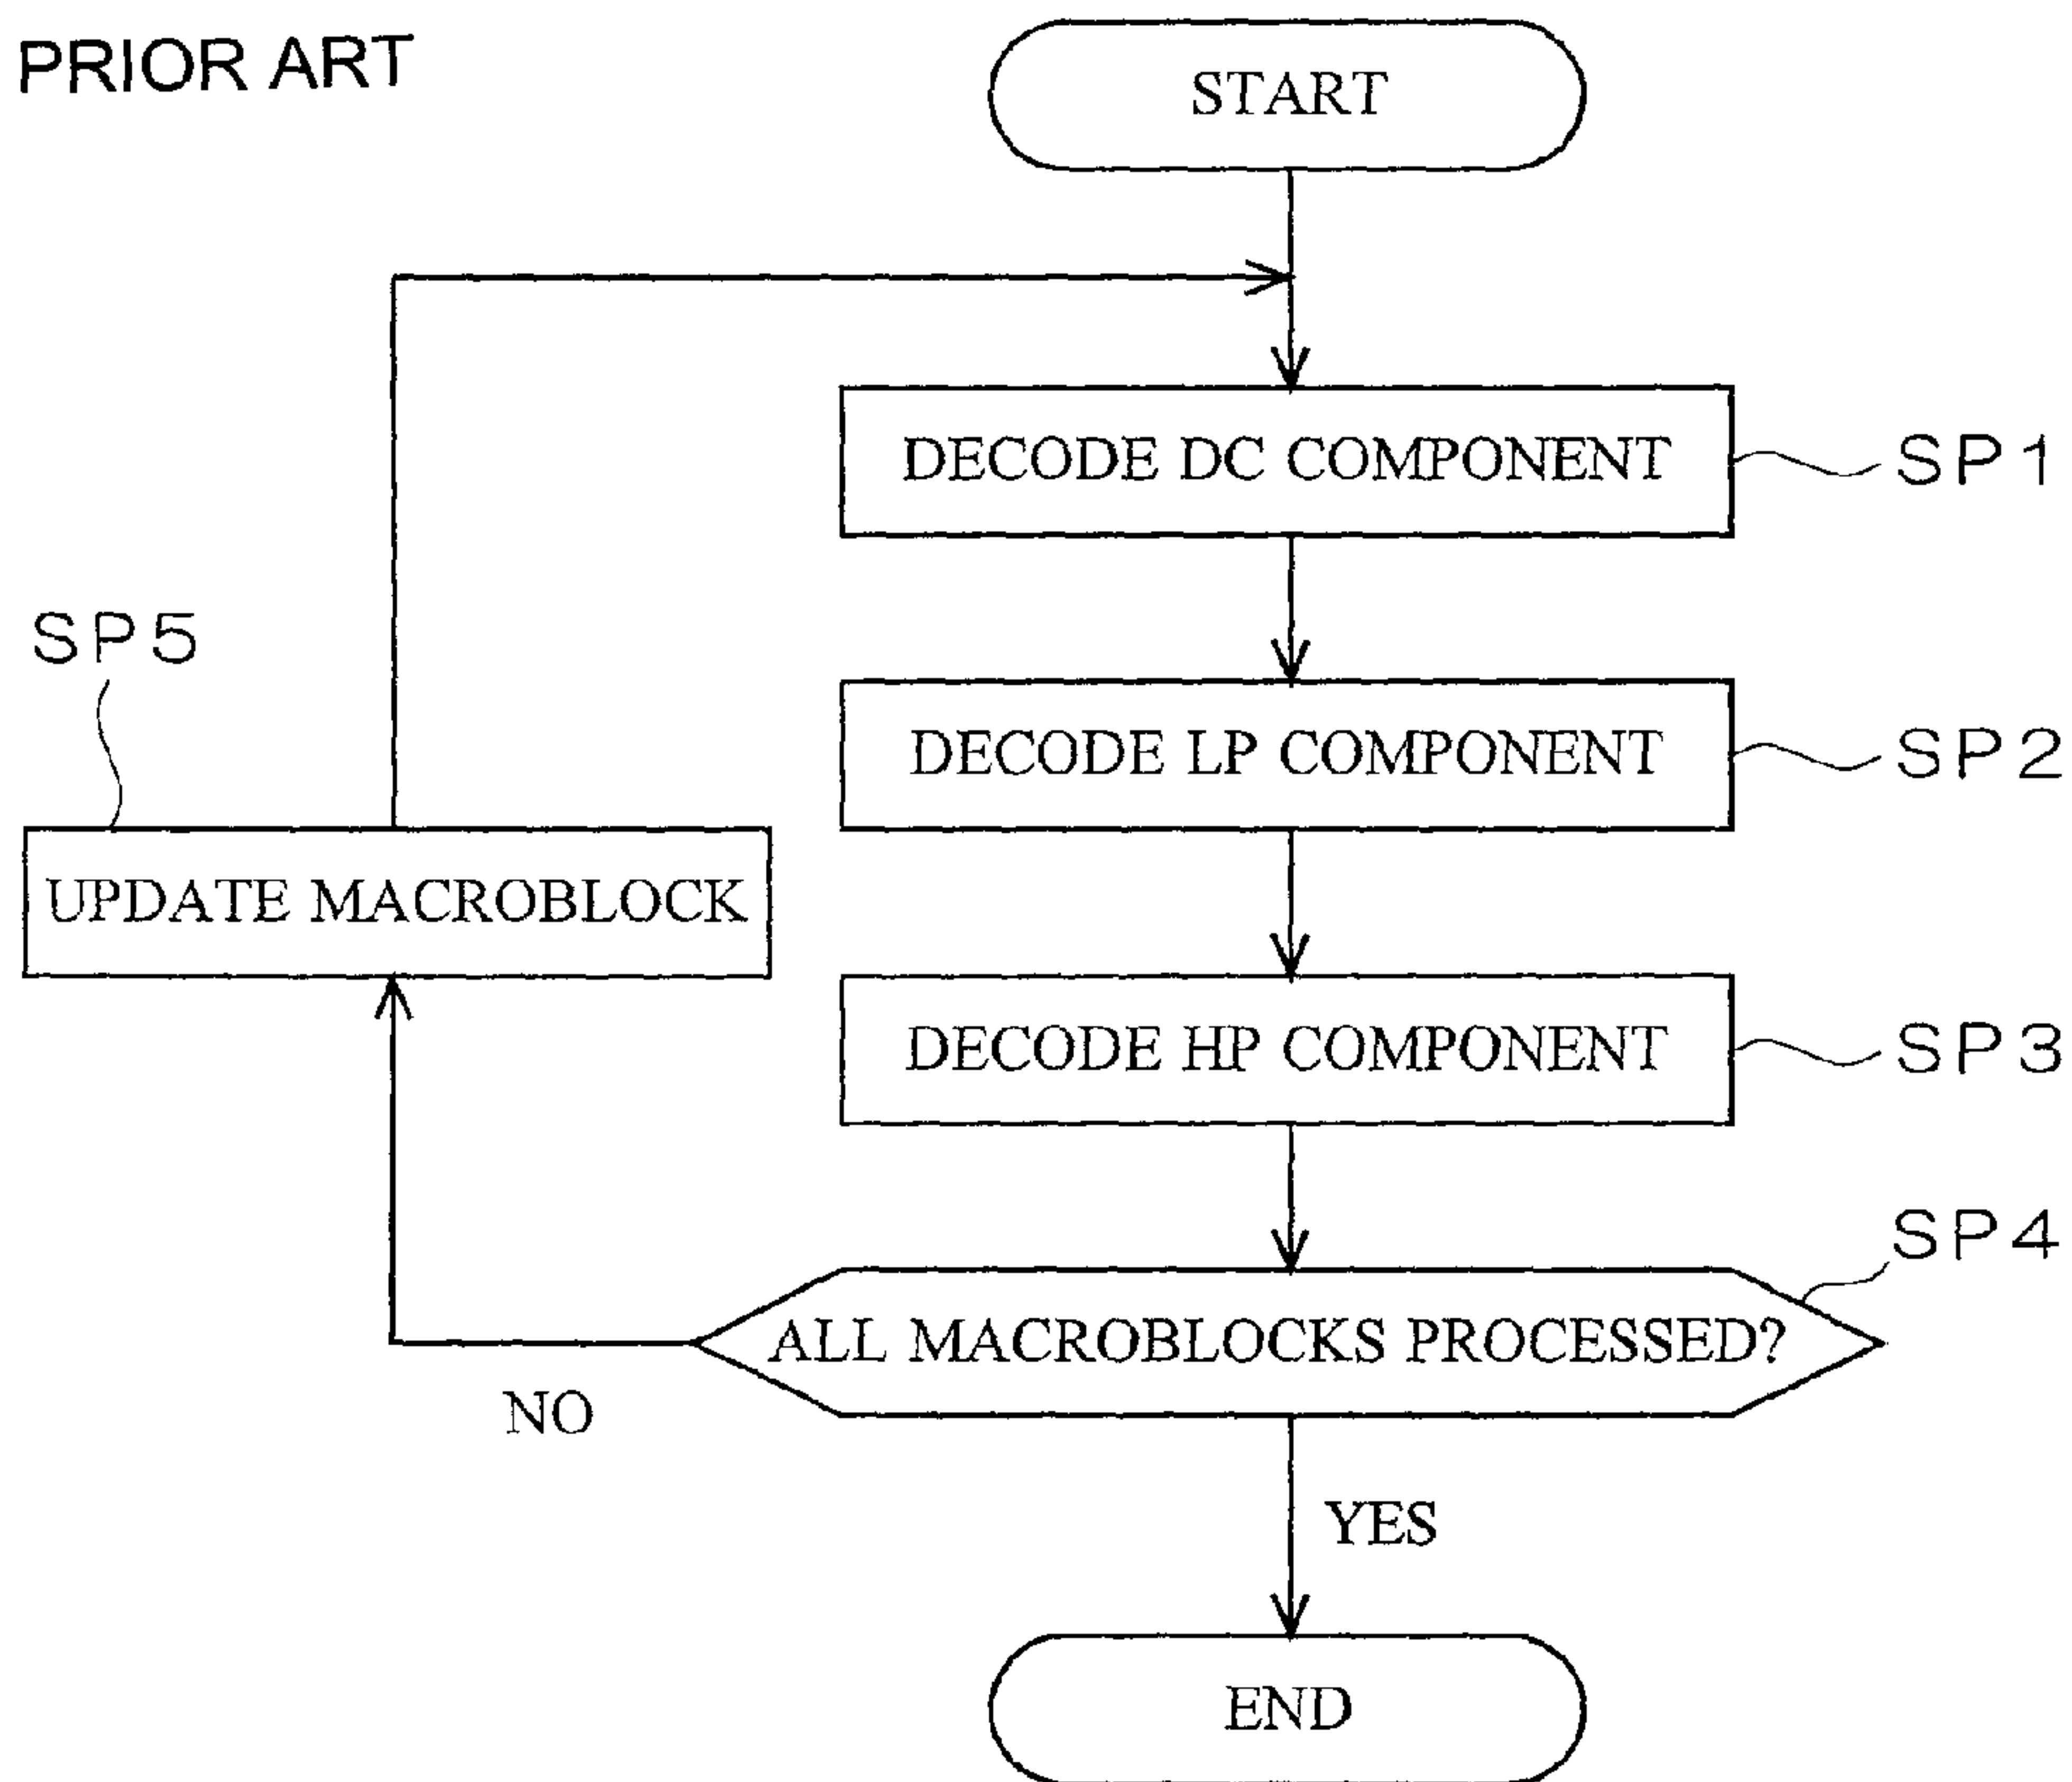 PRIOR ART
START
DECODE DC COMPONENT
SP1
SP5
DECODE LP COMPONENT
SP2
UPDATE MACROBLOCK
DECODE HP COMPONENT
SP3
SP4
ALL MACROBLOCKS PROCESSED?
NO
YES
END